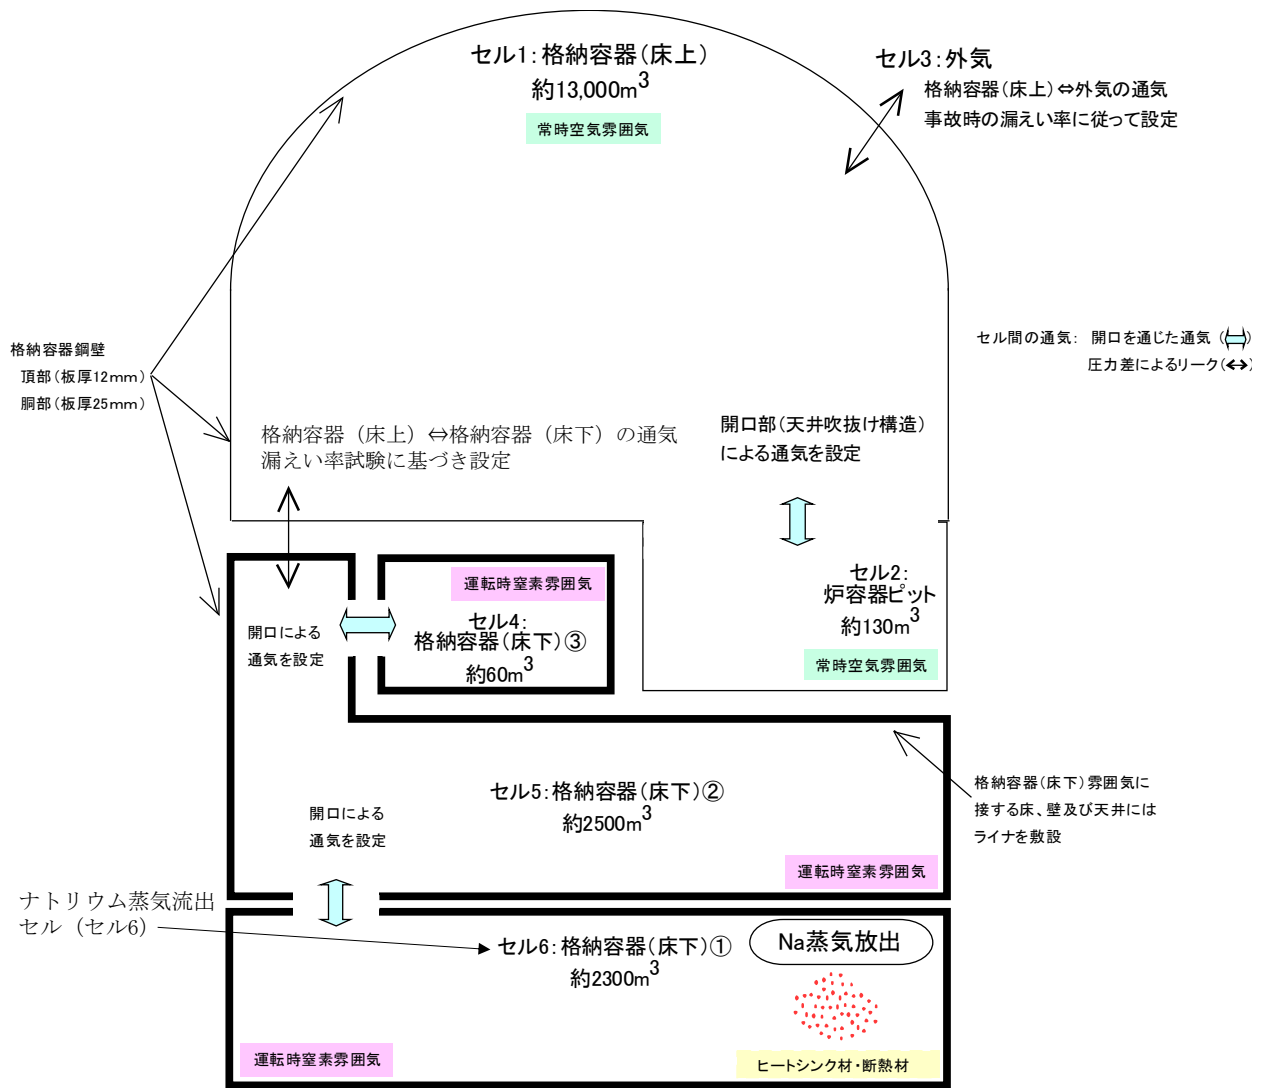 セル1：格納容器（床上）
約13,000m3
常時空気雰囲気
セル3：外気
格納容器（床上）⇔外気の通気
事故時の漏えい率に従って設定
格納容器鋼壁
頂部（板厚12mm）
胴部（板厚25mm）
セル間の通気： 開口を通じた通気（⇔）
圧力差によるリーク（↔）
格納容器（床上）⇔格納容器（床下）の通気
漏えい率試験に基づき設定
開口部（天井吹抜け構造）
による通気を設定
セル2：
炉容器ピット
約130m3
常時空気雰囲気
運転時窒素雰囲気
セル4：
格納容器（床下）③
約60m3
開口による
通気を設定
セル5：格納容器（床下）②
約2500m3
開口による
通気を設定
運転時窒素雰囲気
格納容器（床下）雰囲気に
接する床、壁及び天井には
ライナを敷設
ナトリウム蒸気流出
セル（セル6）
セル6：格納容器（床下）①
約2300m3
Na蒸気放出
運転時窒素雰囲気
ヒートシンク材・断熱材